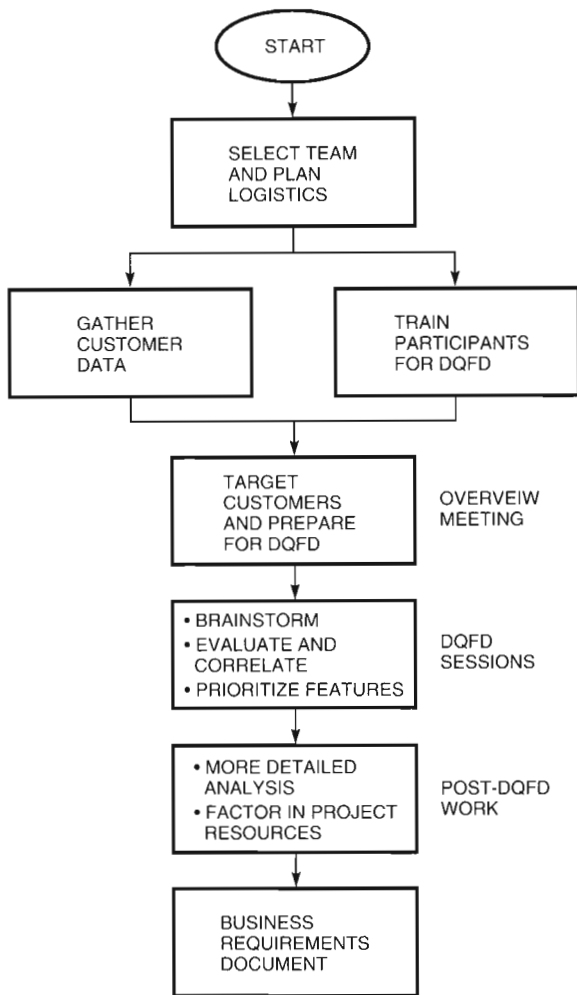 START
SELECT TEAM
AND PLAN
LOGISTICS
GATHER
CUSTOMER
DATA
TRAIN
PARTICIPANTS
FOR DQFD
TARGET
CUSTOMERS
AND PREPARE
FOR DQFD
OVERVEIW
MEETING
• BRAINSTORM
• EVALUATE AND
CORRELATE
• PRIORITIZE FEATURES
DQFD
SESSIONS
• MORE DETAILED
ANALYSIS
• FACTOR IN PROJECT
RESOURCES
POST-DQFD
WORK
BUSINESS
REQUIREMENTS
DOCUMENT